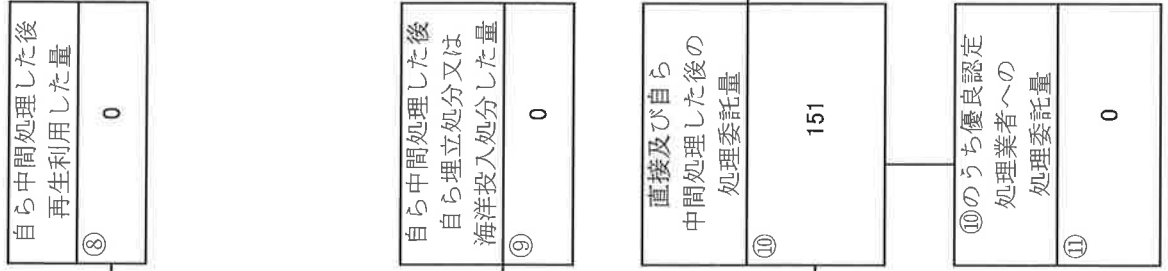 自ら中間処理した後
再生利用した量
⑧
0
自ら中間処理した後
自ら埋立処分又は
海洋投入処分した量
⑨
0
直接及び自ら
中間処理した後の
処理委託量
⑩
151
⑩のうち優良認定
処理業者への
処理委託量
⑪
0